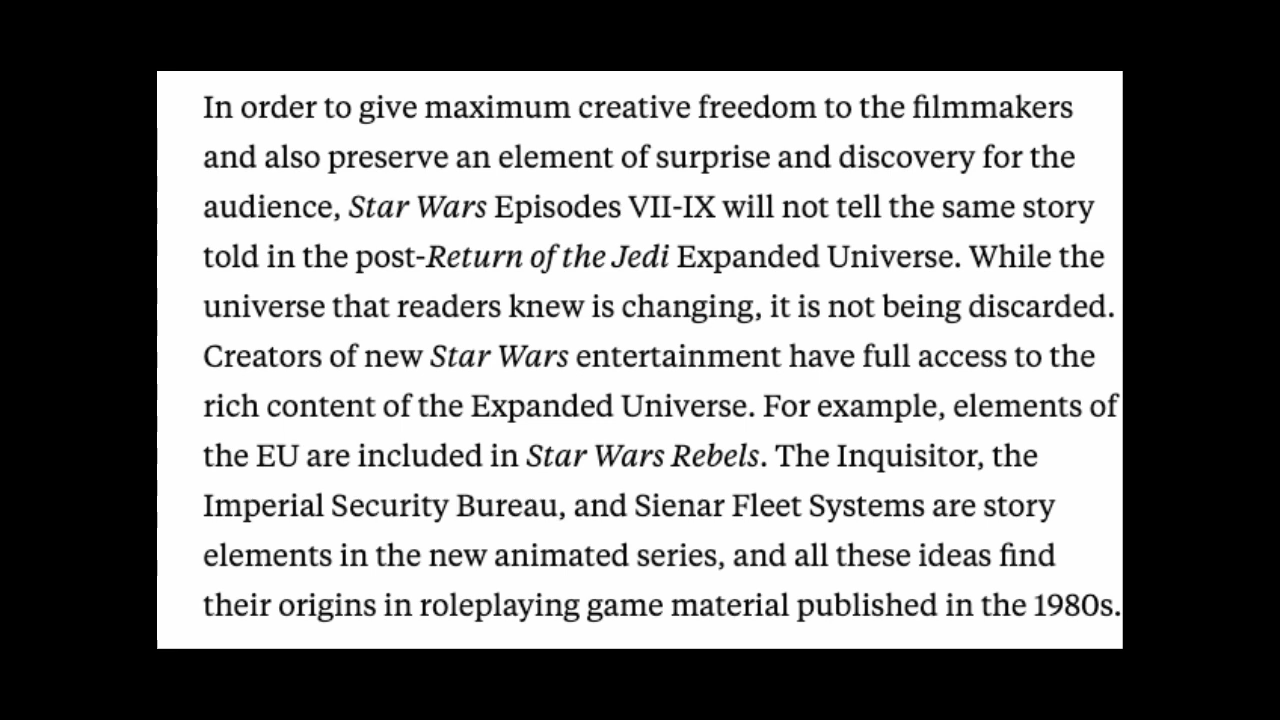 In order to give maximum creative freedom to the filmmakers
and also preserve an element of surprise and discovery for the
audience, Star Wars Episodes VII-IX will not tell the same story
told in the post-Return of the Jedi Expanded Universe. While the
universe that readers knew is changing, it is not being discarded.
Creators of new Star Wars entertainment have full access to the
rich content of the Expanded Universe. For example, elements of
the EU are included in Star Wars Rebels. The Inquisitor, the
Imperial Security Bureau, and Sienar Fleet Systems are story
elements in the new animated series, and all these ideas find
their origins in roleplaying game material published in the 1980s.